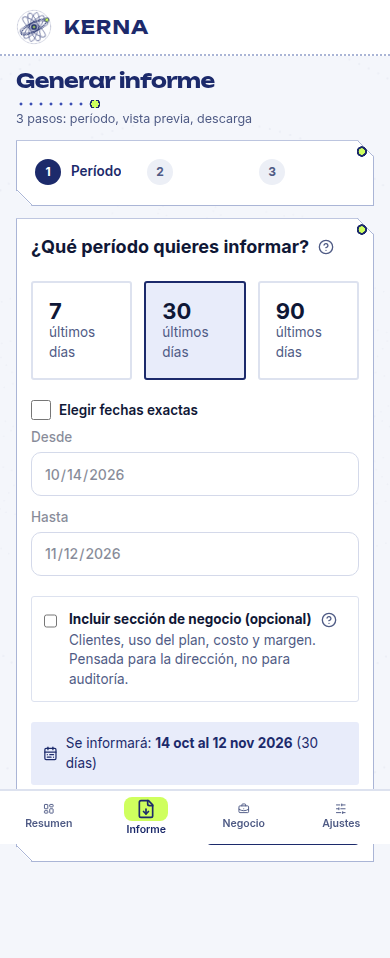 KERNA
Generar informe
3 pasos: período, vista previa, descarga
1 Período 2 3
¿Qué período quieres informar?
7 30 90
últimos últimos últimos
días días días
Elegir fechas exactas
Desde
10/14/2026
Hasta
11/12/2026
Incluir sección de negocio (opcional)
Clientes, uso del plan, costo y margen.
Pensada para la dirección, no para
auditoría.
Se informará: 14 oct al 12 nov 2026 (30
días)
Resumen Informe Negocio Ajustes